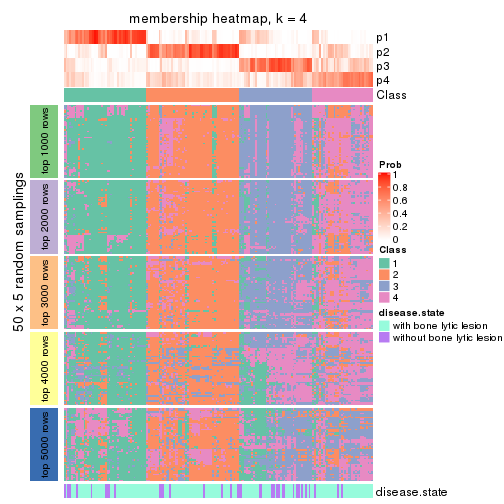 membership heatmap, k = 4
p1
p2
p3
p4
Class
50 x 5 random samplings
top 1000 rows
top 2000 rows
top 3000 rows
top 4000 rows
top 5000 rows
disease.state
Prob
1
0.8
0.6
0.4
0.2
0
Class
1
2
3
4
disease.state
with bone lytic lesion
without bone lytic lesion